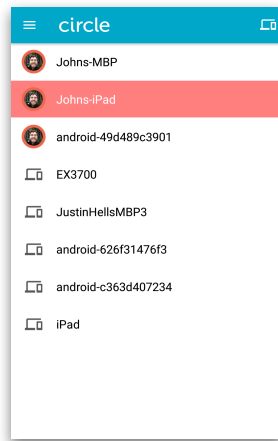 circle
Johns-MBP
Johns-iPad
android-49d489c3901
EX3700
JustinHellsMBP3
android-626f31476f3
android-c363d407234
iPad